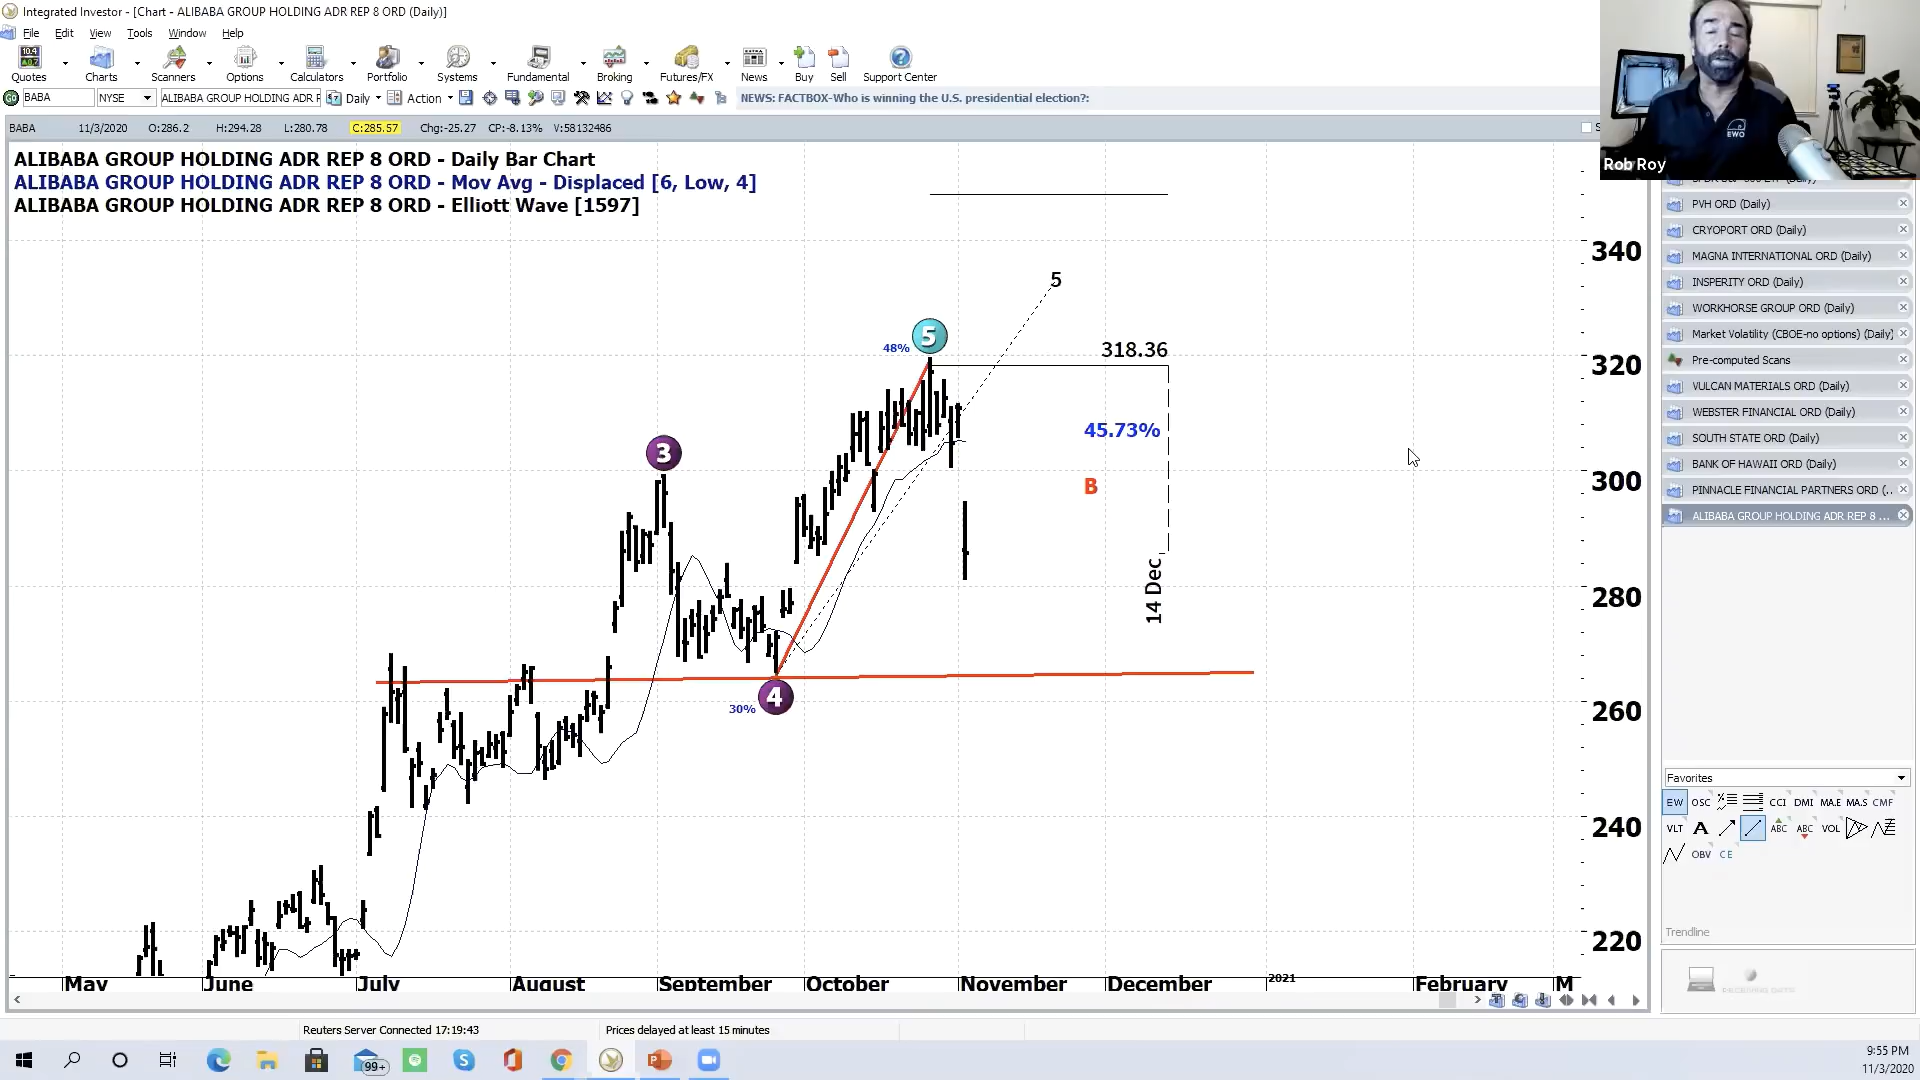 Integrated Investor - [Chart - ALIBABA GROUP HOLDING ADR REP 8 ORD (Daily)]
File Edit View Tools Window Help
Quotes Charts Scanners Options Calculators Portfolio Systems Fundamental Broking Futures/FX News Buy Sell Support Center
BABA NYSE ALIBABA GROUP HOLDING ADR R Daily Action NEWS: FACTBOX-Who is winning the U.S. presidential election?:
BABA 11/3/2020 O:286.2 H:294.28 L:280.78 C:285.57 Chg:-25.27 CP:-8.13% V:58132486
EWO
Rob Roy
ALIBABA GROUP HOLDING ADR REP 8 ORD - Daily Bar Chart
ALIBABA GROUP HOLDING ADR REP 8 ORD - Mov Avg - Displaced [6, Low, 4]
ALIBABA GROUP HOLDING ADR REP 8 ORD - Elliott Wave [1597]
340
5
5
48%
318.36
320
45.73%
3
300
B
14 Dec
280
4
30%
260
240
220
May June July August September October November December 2021 February M
PVH ORD (Daily)
CRYOPORT ORD (Daily)
MAGNA INTERNATIONAL ORD (Daily)
INSPERITY ORD (Daily)
WORKHORSE GROUP ORD (Daily)
Market Volatility (CBOE-no options) (Daily)
Pre-computed Scans
VULCAN MATERIALS ORD (Daily)
WEBSTER FINANCIAL ORD (Daily)
SOUTH STATE ORD (Daily)
BANK OF HAWAII ORD (Daily)
PINNACLE FINANCIAL PARTNERS ORD (..
ALIBABA GROUP HOLDING ADR REP 8 ...
Favorites
EW OSC CCI DMI MA.E MA.S CMF
VLT A ABC ABC VOL
OBV CE
Trendline
Reuters Server Connected 17:19:43 Prices delayed at least 15 minutes
99+
9:55 PM
11/3/2020